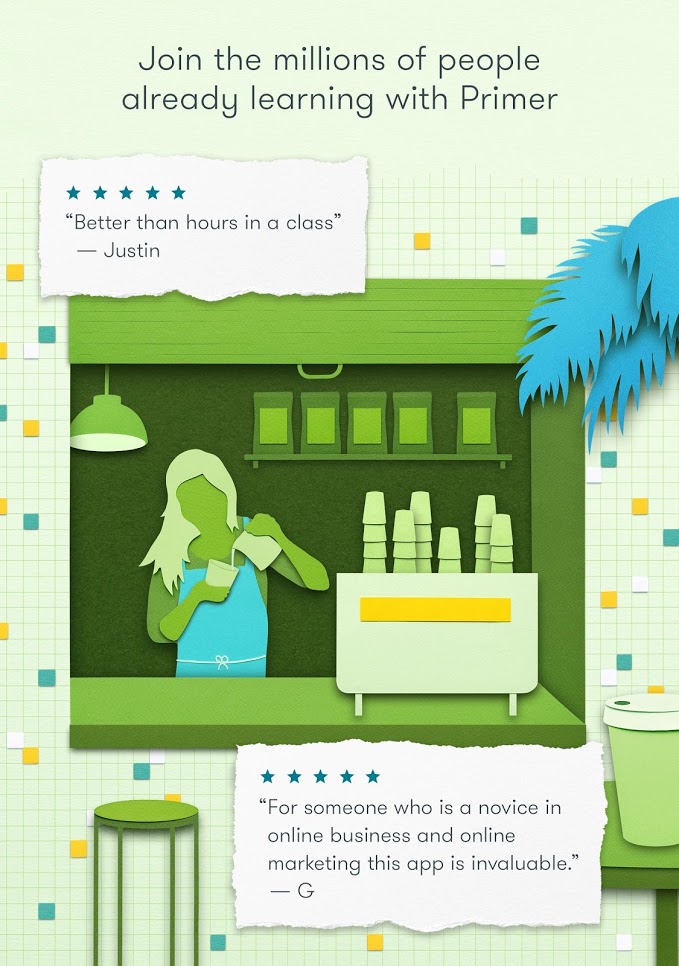 Join the millions of people
already learning with Primer
★ ★ ★ ★ ★
“Better than hours in a class”
— Justin
★ ★ ★ ★ ★
“For someone who is a novice in
online business and online
marketing this app is invaluable.”
— G